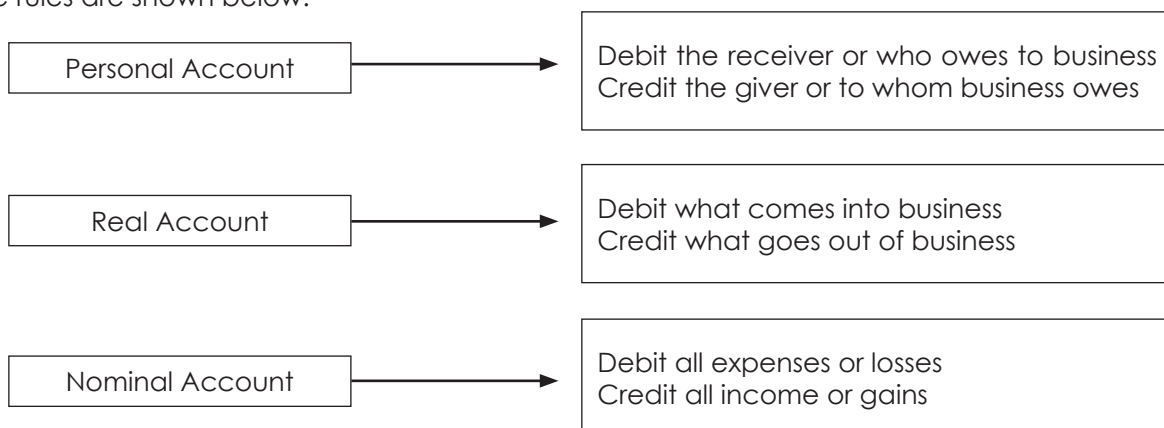 rules are shown below:
Personal Account
Debit the receiver or who owes to business
Credit the giver or to whom business owes
Real Account
Debit what comes into business
Credit what goes out of business
Nominal Account
Debit all expenses or losses
Credit all income or gains